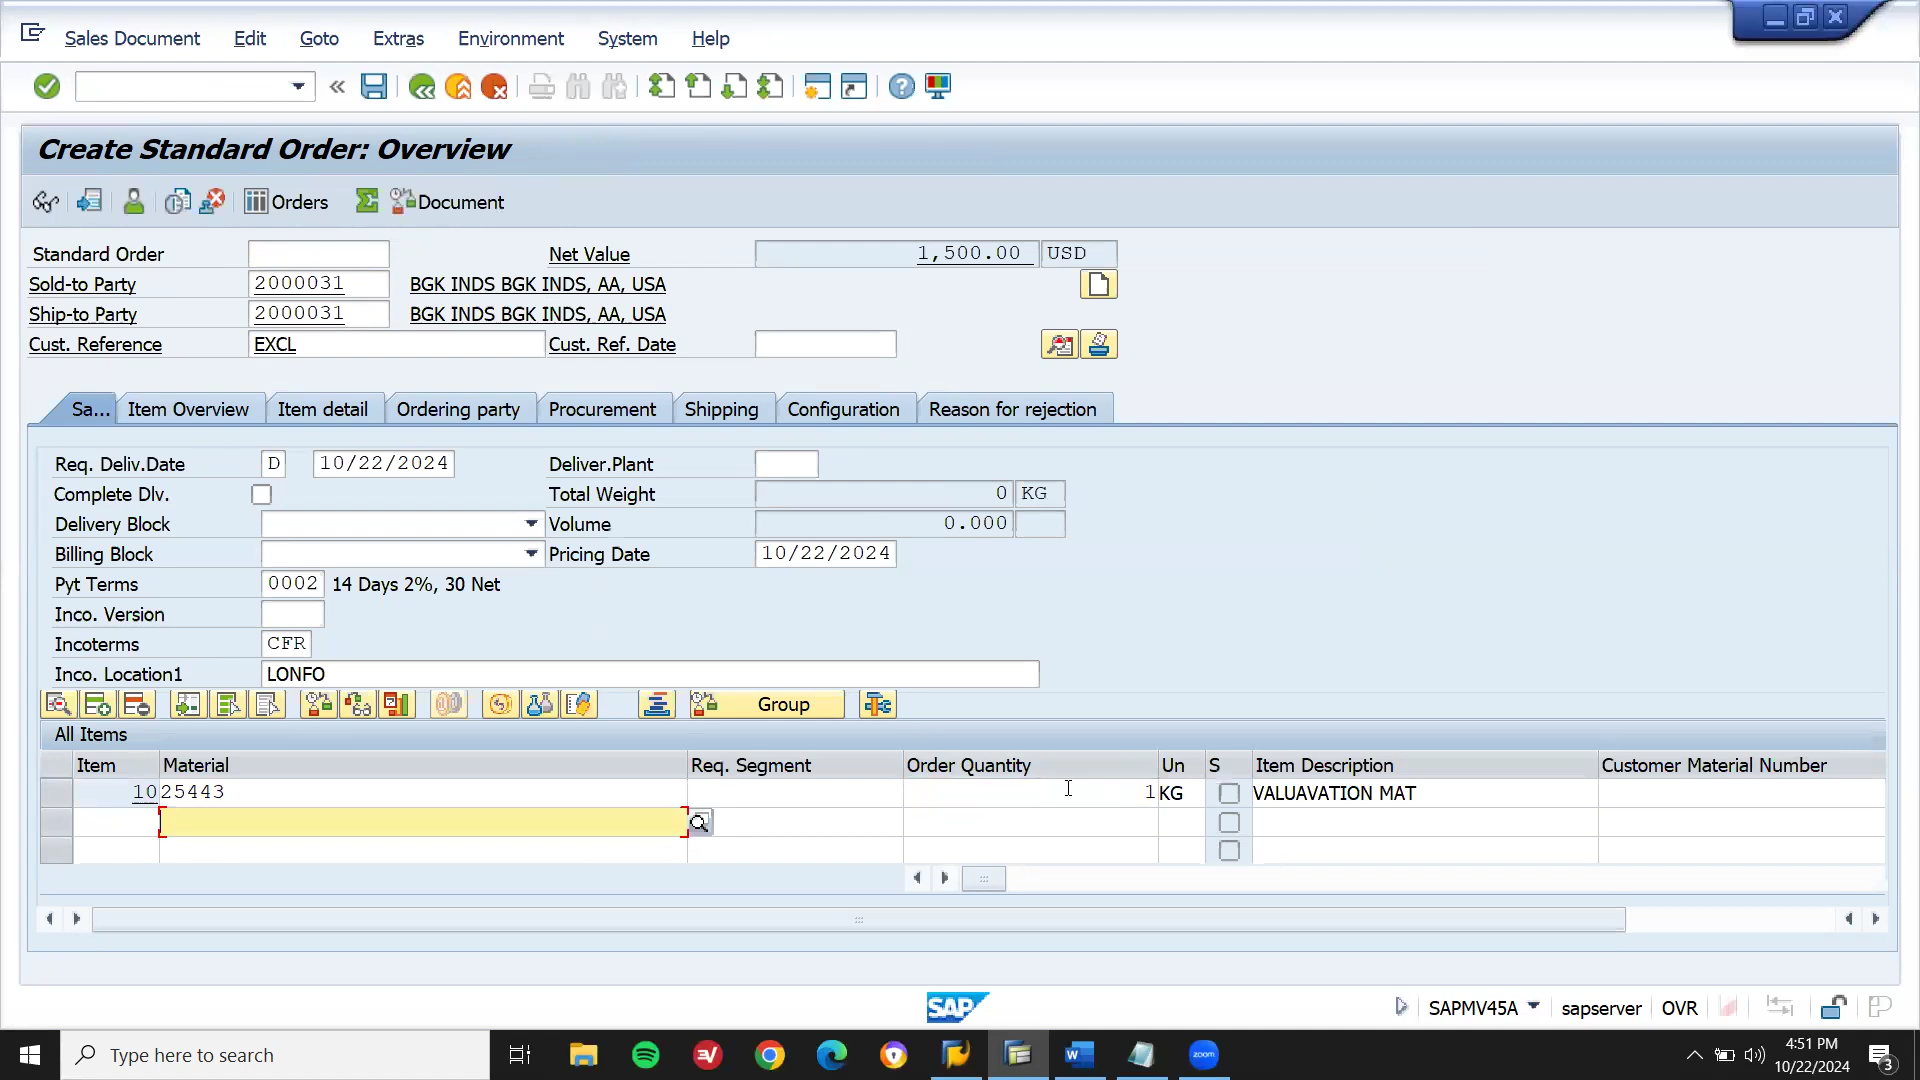 Sales Document Edit Goto Extras Environment System Help
Create Standard Order: Overview
Orders Document
Standard Order Net Value 1,500.00 USD
Sold-to Party 2000031 BGK INDS BGK INDS, AA, USA
Ship-to Party 2000031 BGK INDS BGK INDS, AA, USA
Cust. Reference EXCL Cust. Ref. Date
Sa... Item Overview Item detail Ordering party Procurement Shipping Configuration Reason for rejection
Req. Deliv.Date D 10/22/2024 Deliver.Plant
Complete Dlv. Total Weight 0 KG
Delivery Block Volume 0.000
Billing Block Pricing Date 10/22/2024
Pyt Terms 0002 14 Days 2%, 30 Net
Inco. Version
Incoterms CFR
Inco. Location1 LONFO
Group
All Items
Item Material Req. Segment Order Quantity Un S Item Description Customer Material Number
10 25443 1 KG VALUAVATION MAT
SAP SAPMV45A sapserver OVR
Type here to search zoom 4:51 PM
10/22/2024 3